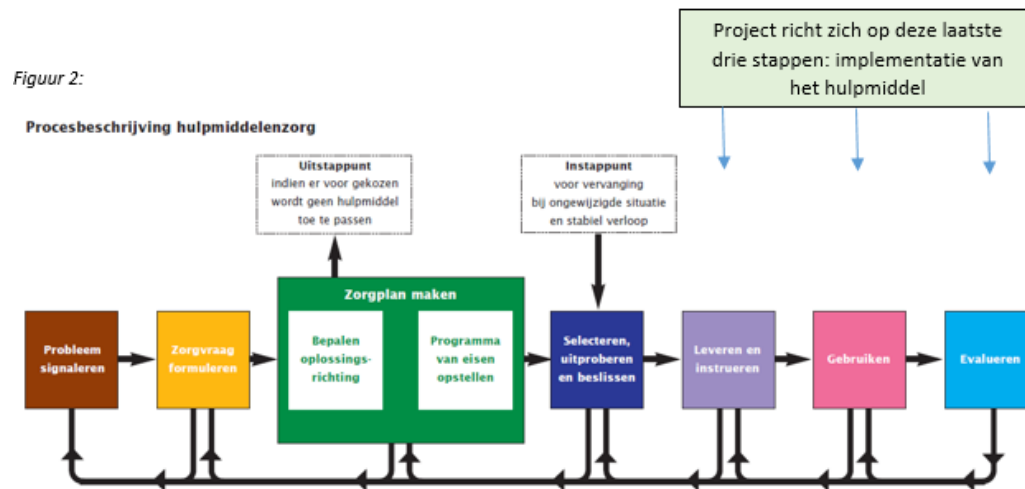 Project richt zich op deze laatste
drie stappen: implementatie van
het hulpmiddel
Figuur 2:
Procesbeschrijving hulpmiddelenzorg
Uitstappunt
indien er voor gekozen
wordt geen hulpmiddel
toe te passen
Instappunt
voor vervanging
bij ongewijzigde situatie
en stabiel verloop
Probleem
signaleren
Zorgvraag
formuleren
Zorgplan maken
Bepalen
oplossings-
richting
Programma
van eisen
opstellen
Selecteren,
uitproberen
en beslissen
Leveren en
instrueren
Gebruiken
Evalueren